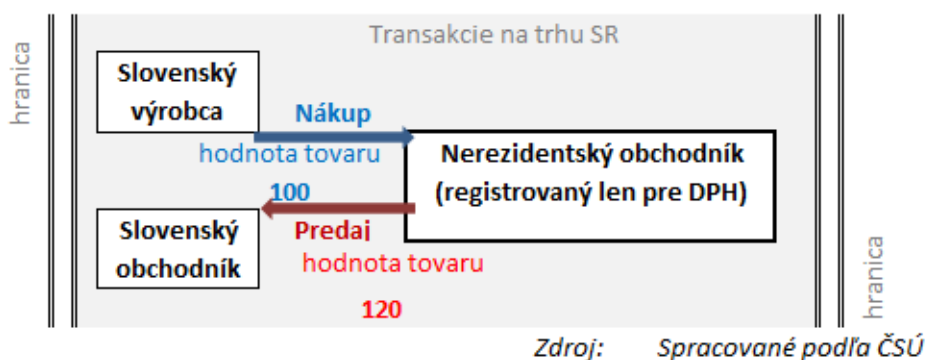 Transakcie na trhu SR
hranica
Slovenský
výrobca
Nákup
hodnota tovaru
100
Nerezidentský obchodník
(registrovaný len pre DPH)
Slovenský
obchodník
Predaj
hodnota tovaru
120
hranica
Zdroj: Spracované podľa ČSÚ